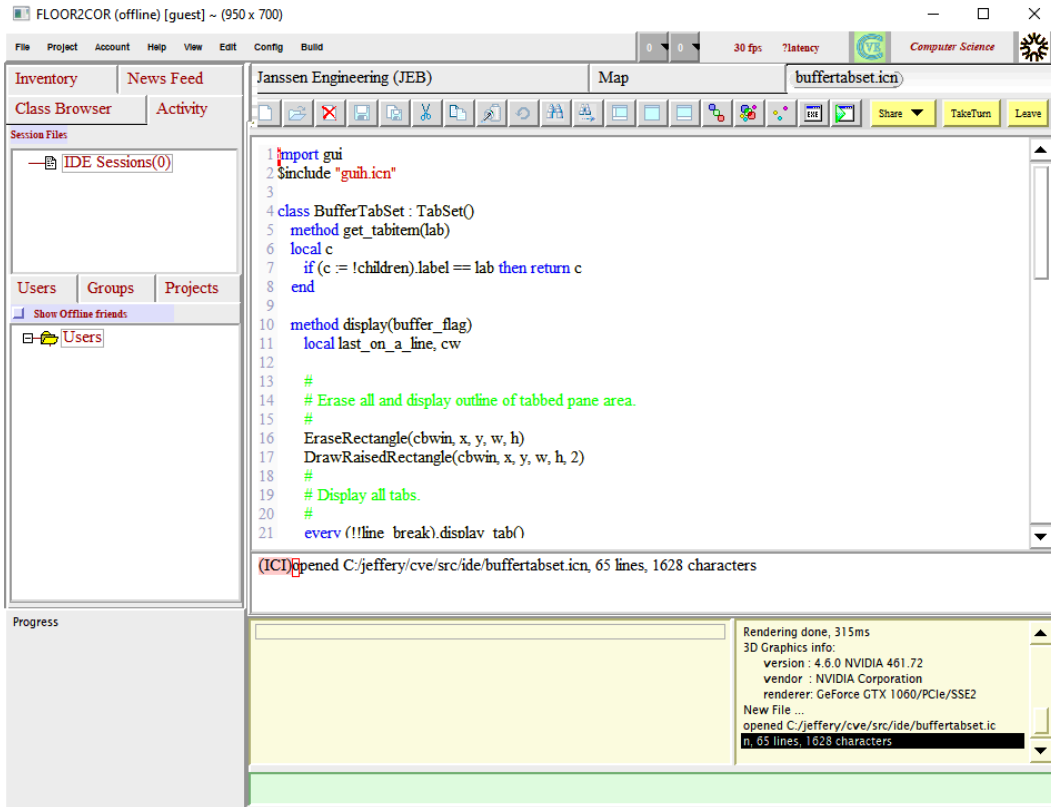 FLOOR2COR (offline) [guest] ~ (950 x 700)
File Project Account Help View Edit Config Build
0 0 30 fps ?latency CVE Computer Science
Inventory News Feed
Class Browser Activity
Session Files
IDE Sessions(0)
Users Groups Projects
Show Offline friends
Users
Progress
Janssen Engineering (JEB) Map buffertabset.icn
EXE Share TakeTurn Leave
1 import gui
2 $include "guih.icn"
3
4 class BufferTabSet : TabSet()
5 method get_tabitem(lab)
6 local c
7 if (c := !children).label == lab then return c
8 end
9
10 method display(buffer_flag)
11 local last_on_a_line, cw
12
13 #
14 # Erase all and display outline of tabbed pane area.
15 #
16 EraseRectangle(cbwin, x, y, w, h)
17 DrawRaisedRectangle(cbwin, x, y, w, h, 2)
18 #
19 # Display all tabs.
20 #
21 every (!!line_break).display_tab()
(ICI)opened C:/jeffery/cve/src/ide/buffertabset.icn, 65 lines, 1628 characters
Rendering done, 315ms
3D Graphics info:
version : 4.6.0 NVIDIA 461.72
vendor : NVIDIA Corporation
renderer: GeForce GTX 1060/PCIe/SSE2
New File ...
opened C:/jeffery/cve/src/ide/buffertabset.ic
n, 65 lines, 1628 characters